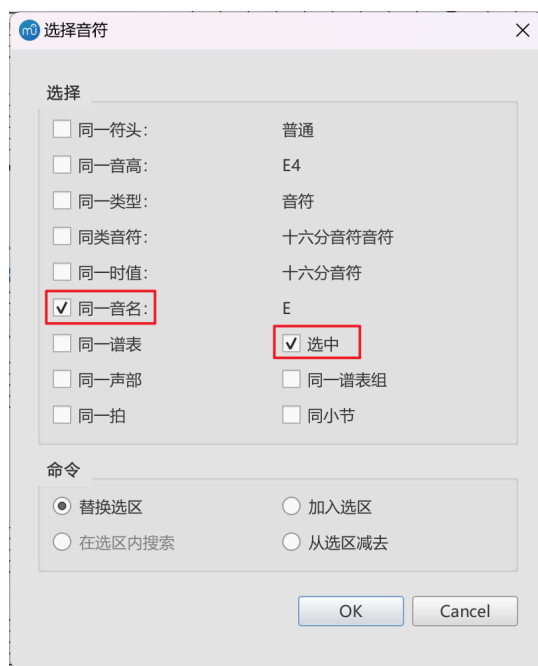 选择音符
选择
同一符头： 普通
同一音高： E4
同一类型： 音符
同类音符： 十六分音符音符
同一时值： 十六分音符
同一音名： E
同一谱表 选中
同一声部 同一谱表组
同一拍 同小节
命令
替换选区 加入选区
在选区内搜索 从选区减去
OK Cancel